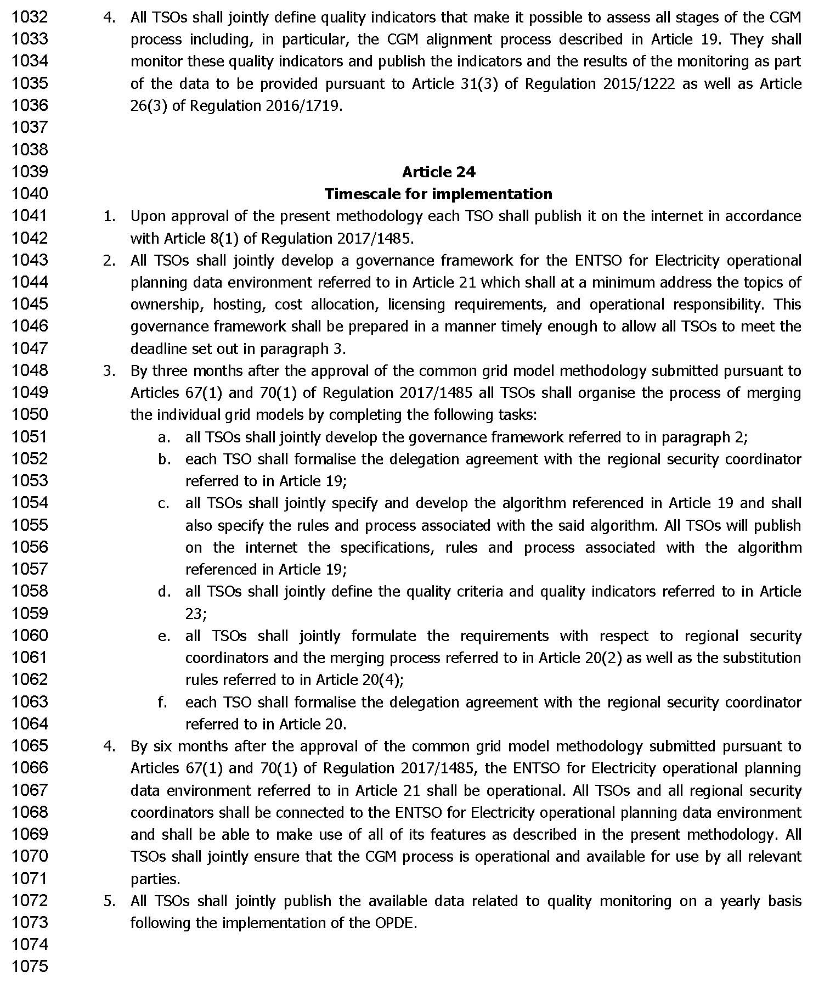 1032 4. All TSOs shall jointly define quality indicators that make it possible to assess all stages of the CGM
1033 process including, in particular, the CGM alignment process described in Article 19. They shall
1034 monitor these quality indicators and publish the indicators and the results of the monitoring as part
1035 of the data to be provided pursuant to Article 31(3) of Regulation 2015/1222 as well as Article
1036 26(3) of Regulation 2016/1719.
1037
1038
1039 Article 24
1040 Timescale for implementation
1041 1. Upon approval of the present methodology each TSO shall publish it on the internet in accordance
1042 with Article 8(1) of Regulation 2017/1485.
1043 2. All TSOs shall jointly develop a governance framework for the ENTSO for Electricity operational
1044 planning data environment referred to in Article 21 which shall at a minimum address the topics of
1045 ownership, hosting, cost allocation, licensing requirements, and operational responsibility. This
1046 governance framework shall be prepared in a manner timely enough to allow all TSOs to meet the
1047 deadline set out in paragraph 3.
1048 3. By three months after the approval of the common grid model methodology submitted pursuant to
1049 Articles 67(1) and 70(1) of Regulation 2017/1485 all TSOs shall organise the process of merging
1050 the individual grid models by completing the following tasks:
1051 a. all TSOs shall jointly develop the governance framework referred to in paragraph 2;
1052 b. each TSO shall formalise the delegation agreement with the regional security coordinator
1053 referred to in Article 19;
1054 c. all TSOs shall jointly specify and develop the algorithm referenced in Article 19 and shall
1055 also specify the rules and process associated with the said algorithm. All TSOs will publish
1056 on the internet the specifications, rules and process associated with the algorithm
1057 referenced in Article 19;
1058 d. all TSOs shall jointly define the quality criteria and quality indicators referred to in Article
1059 23;
1060 e. all TSOs shall jointly formulate the requirements with respect to regional security
1061 coordinators and the merging process referred to in Article 20(2) as well as the substitution
1062 rules referred to in Article 20(4);
1063 f. each TSO shall formalise the delegation agreement with the regional security coordinator
1064 referred to in Article 20.
1065 4. By six months after the approval of the common grid model methodology submitted pursuant to
1066 Articles 67(1) and 70(1) of Regulation 2017/1485, the ENTSO for Electricity operational planning
1067 data environment referred to in Article 21 shall be operational. All TSOs and all regional security
1068 coordinators shall be connected to the ENTSO for Electricity operational planning data environment
1069 and shall be able to make use of all of its features as described in the present methodology. All
1070 TSOs shall jointly ensure that the CGM process is operational and available for use by all relevant
1071 parties.
1072 5. All TSOs shall jointly publish the available data related to quality monitoring on a yearly basis
1073 following the implementation of the OPDE.
1074
1075